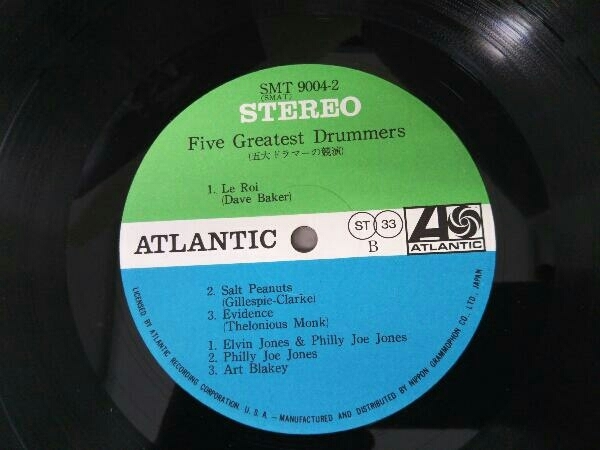 SMT 9004-2
(SMAT)
STEREO
Five Greatest Drummers
(五大ドラマーの競演)
1. Le Roi
(Dave Baker)
ATLANTIC
ST 33
B
ATLANTIC
2. Salt Peanuts
(Gillespie-Clarke)
3. Evidence
(Thelonious Monk)
1. Elvin Jones & Philly Joe Jones
2. Philly Joe Jones
3. Art Blakey
LICENSED BY ATLANTIC RECORDING CORPORATION, U. S. A. – MANUFACTURED AND DISTRIBUTED BY NIPPON GRAMMOPHON CO., LTD., JAPAN